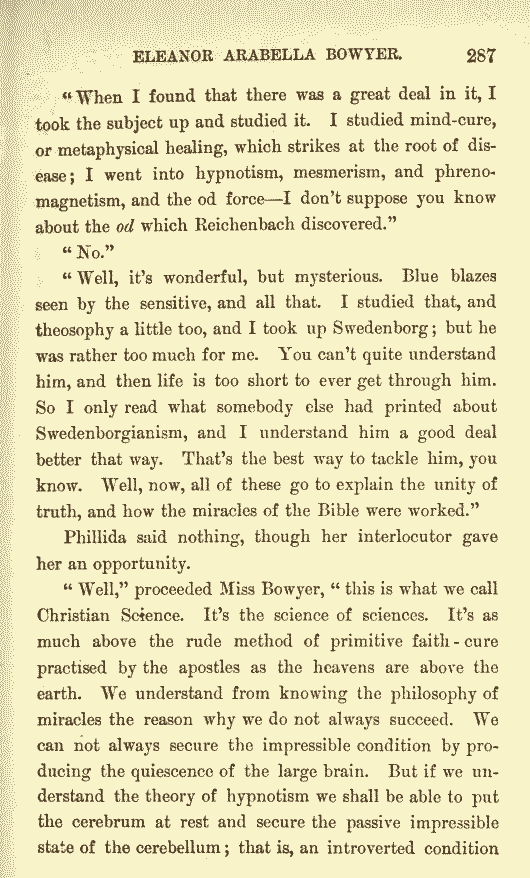 ELEANOR ARABELLA BOWYER. 287
“When I found that there was a great deal in it, I
took the subject up and studied it. I studied mind-cure,
or metaphysical healing, which strikes at the root of dis-
ease; I went into hypnotism, mesmerism, and phreno-
magnetism, and the od force—I don't suppose you know
about the od which Reichenbach discovered.”
“No.”
“Well, it's wonderful, but mysterious. Blue blazes
seen by the sensitive, and all that. I studied that, and
theosophy a little too, and I took up Swedenborg; but he
was rather too much for me. You can't quite understand
him, and then life is too short to ever get through him.
So I only read what somebody else had printed about
Swedenborgianism, and I understand him a good deal
better that way. That's the best way to tackle him, you
know. Well, now, all of these go to explain the unity of
truth, and how the miracles of the Bible were worked.”
Phillida said nothing, though her interlocutor gave
her an opportunity.
“Well,” proceeded Miss Bowyer, “this is what we call
Christian Science. It's the science of sciences. It's as
much above the rude method of primitive faith-cure
practised by the apostles as the heavens are above the
earth. We understand from knowing the philosophy of
miracles the reason why we do not always succeed. We
can not always secure the impressible condition by pro-
ducing the quiescence of the large brain. But if we un-
derstand the theory of hypnotism we shall be able to put
the cerebrum at rest and secure the passive impressible
state of the cerebellum; that is, an introverted condition